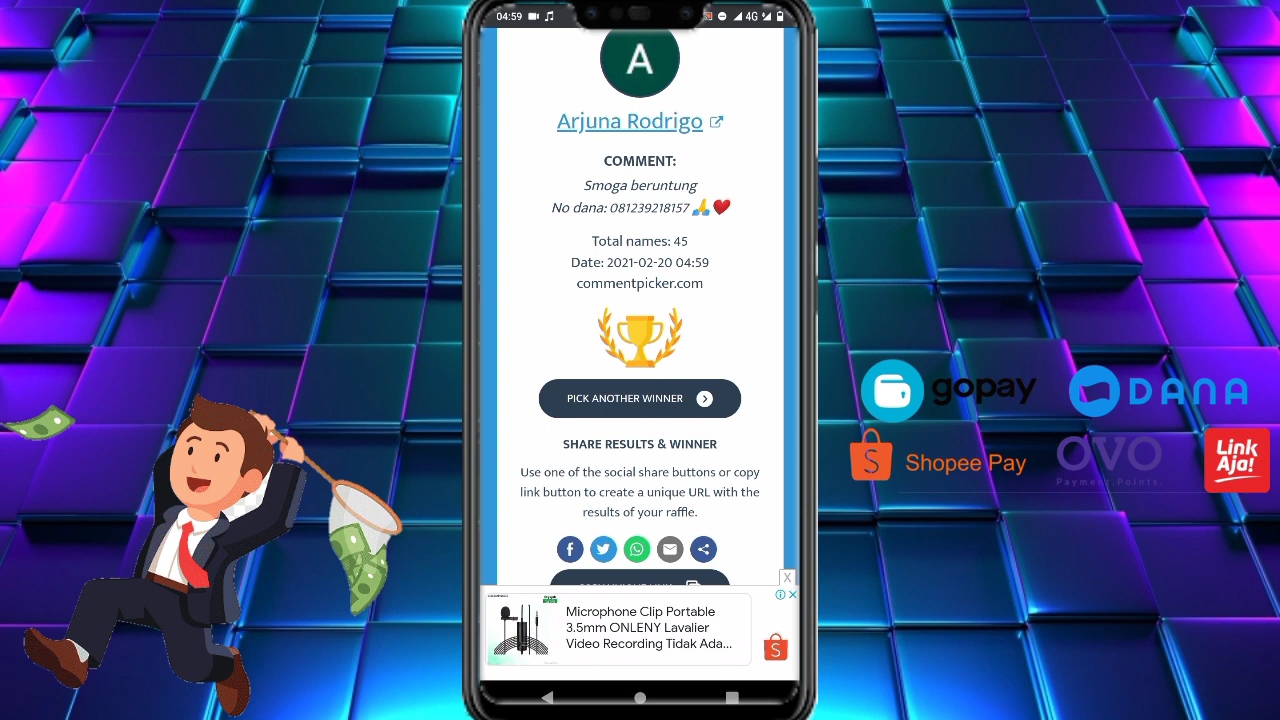 04:59
4G
A
Arjuna Rodrigo
COMMENT:
Smoga beruntung
No dana: 081239218157 🙏❤️
Total names: 45
Date: 2021-02-20 04:59
commentpicker.com
PICK ANOTHER WINNER
SHARE RESULTS & WINNER
Use one of the social share buttons or copy
link button to create a unique URL with the
results of your raffle.
X
Microphone Clip Portable
3.5mm ONLENY Lavalier
Video Recording Tidak Ada...
gopay
DANA
S
Shopee Pay
OVO
Payment.Points.
Link
Aja!